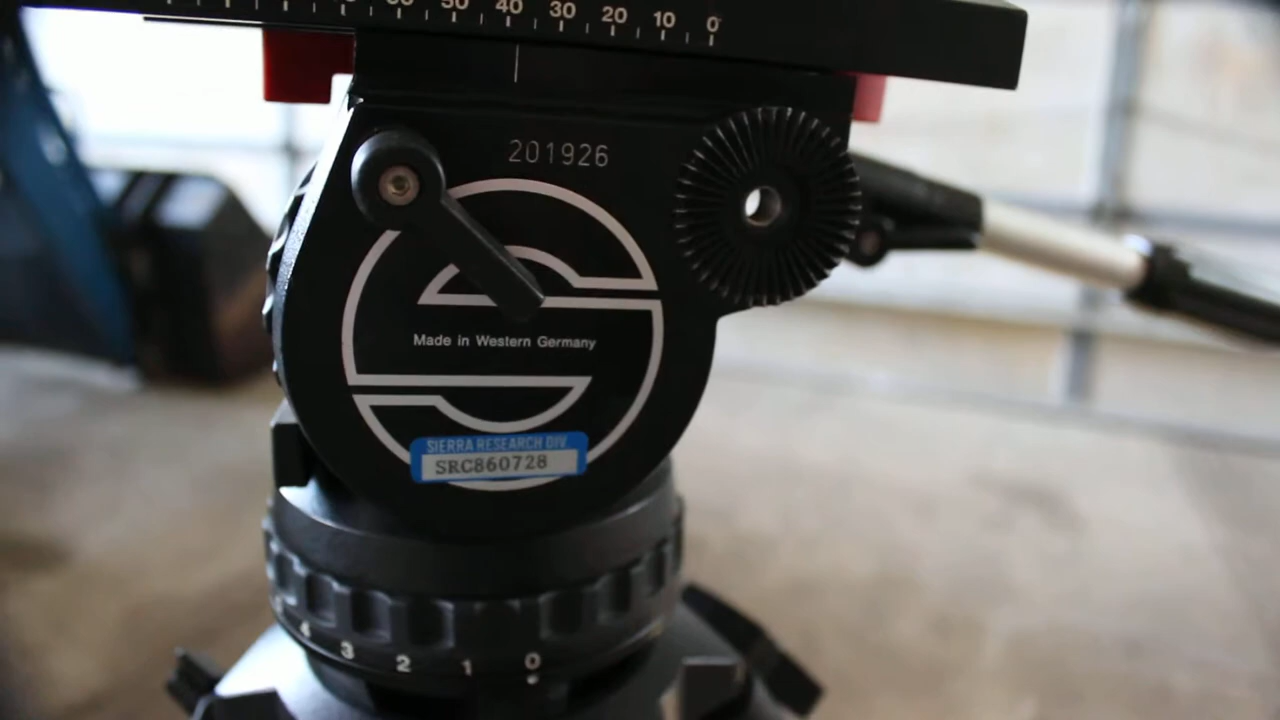 50 40 30 20 10 0
201926
Made in Western Germany
SIERRA RESEARCH DIV
SRC860728
4 3 2 1 0